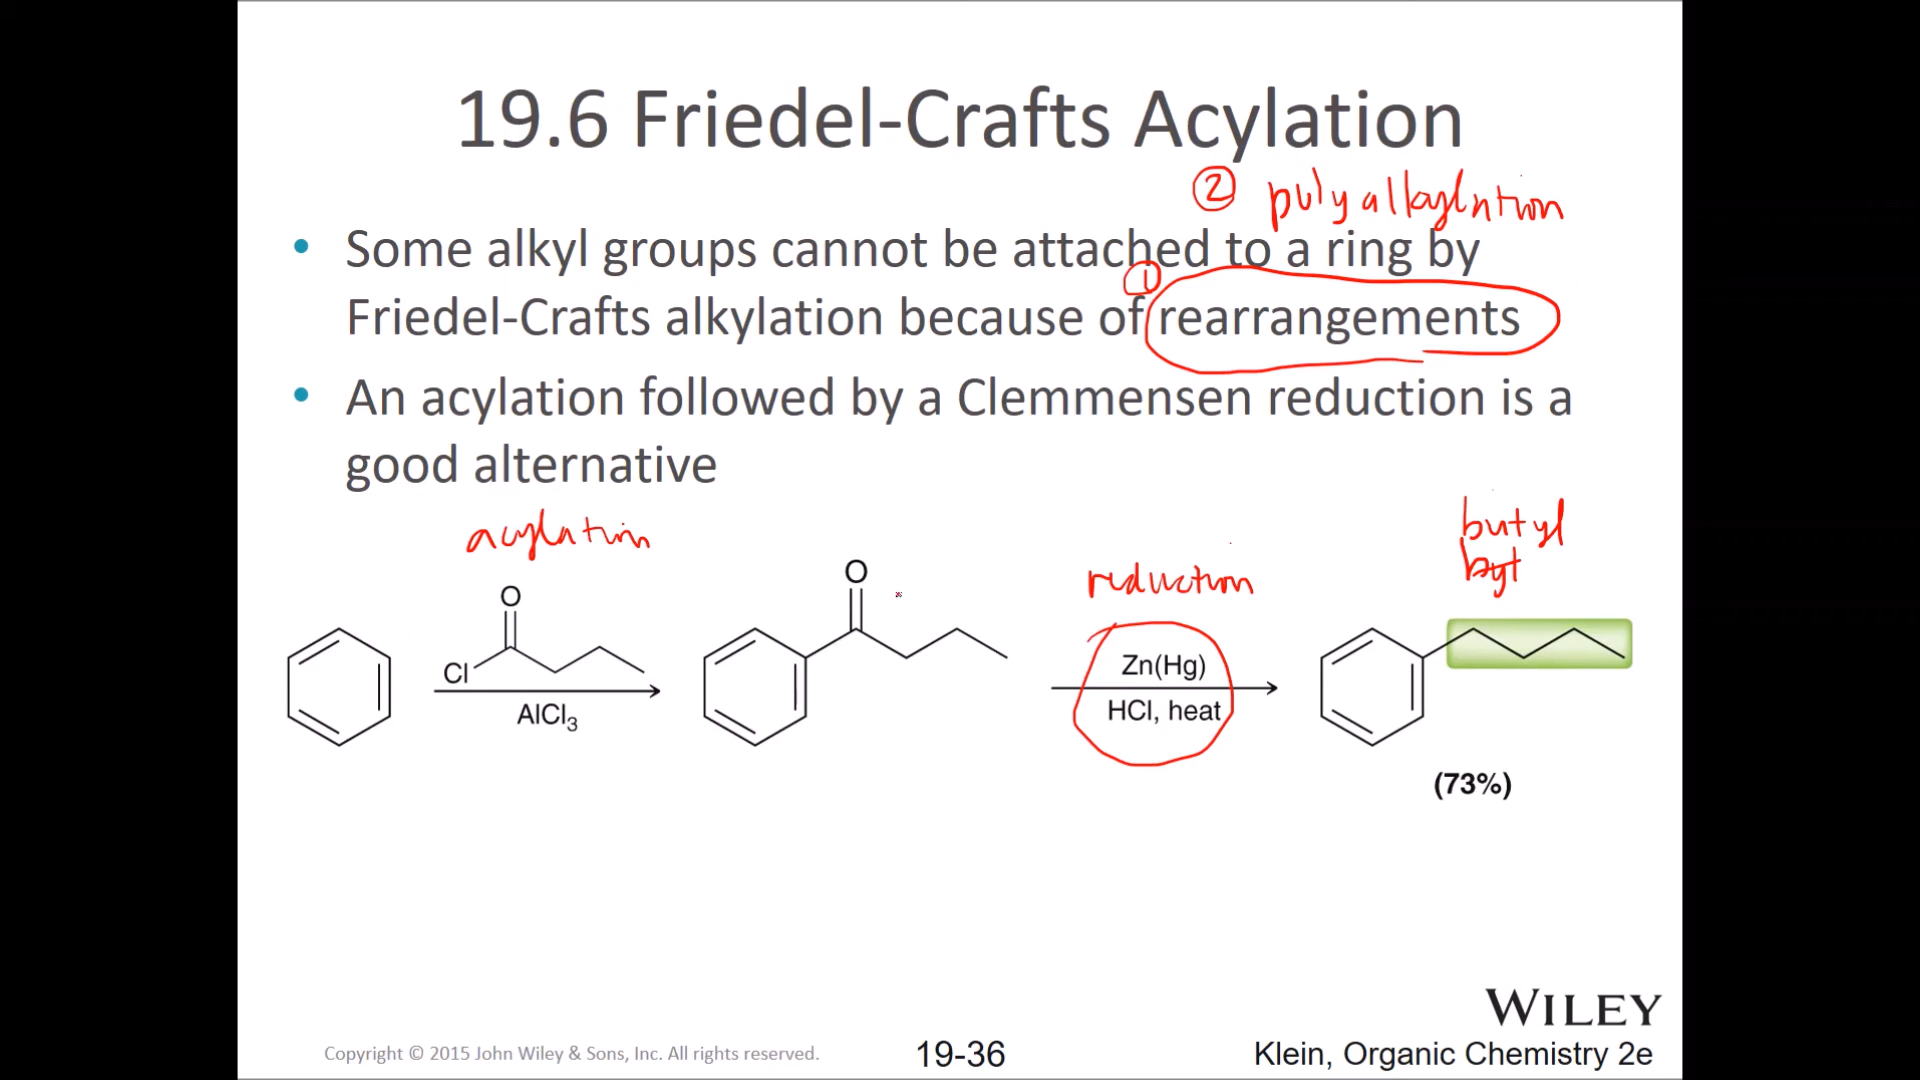 19.6 Friedel-Crafts Acylation
② polyalkylation
• Some alkyl groups cannot be attached to a ring by
①
Friedel-Crafts alkylation because of rearrangements
• An acylation followed by a Clemmensen reduction is a
good alternative
acylation
butyl
byt
reduction
O
O
Cl
AlCl3
Zn(Hg)
HCl, heat
(73%)
WILEY
Copyright © 2015 John Wiley & Sons, Inc. All rights reserved.
19-36
Klein, Organic Chemistry 2e